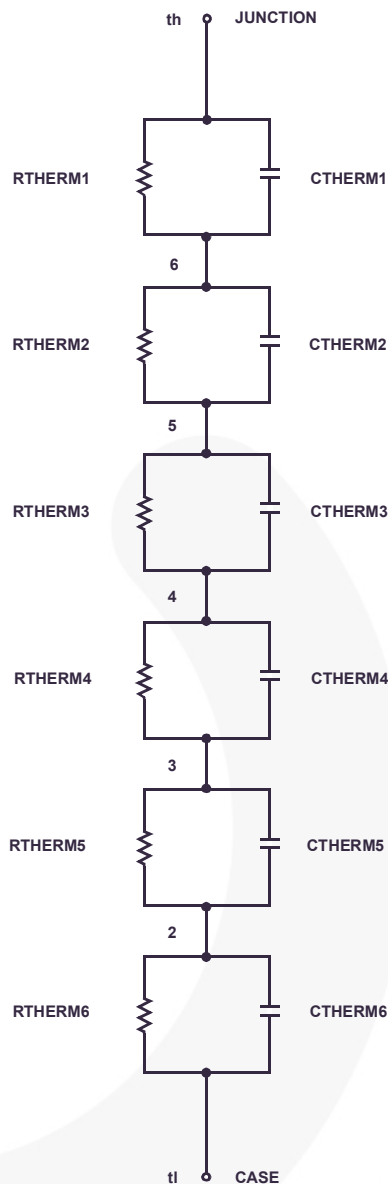 th JUNCTION
RTHERM1 CTHERM1
6
RTHERM2 CTHERM2
5
RTHERM3 CTHERM3
4
RTHERM4 CTHERM4
3
RTHERM5 CTHERM5
2
RTHERM6 CTHERM6
tl CASE